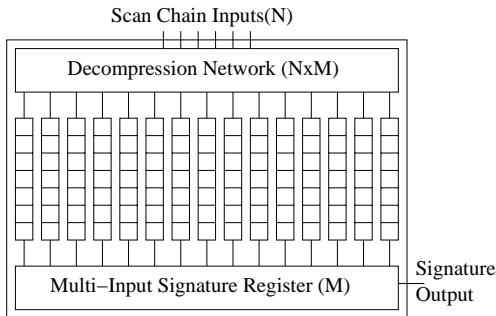 Scan Chain Inputs(N)
Decompression Network (NxM)
Multi−Input Signature Register (M)
Signature
Output